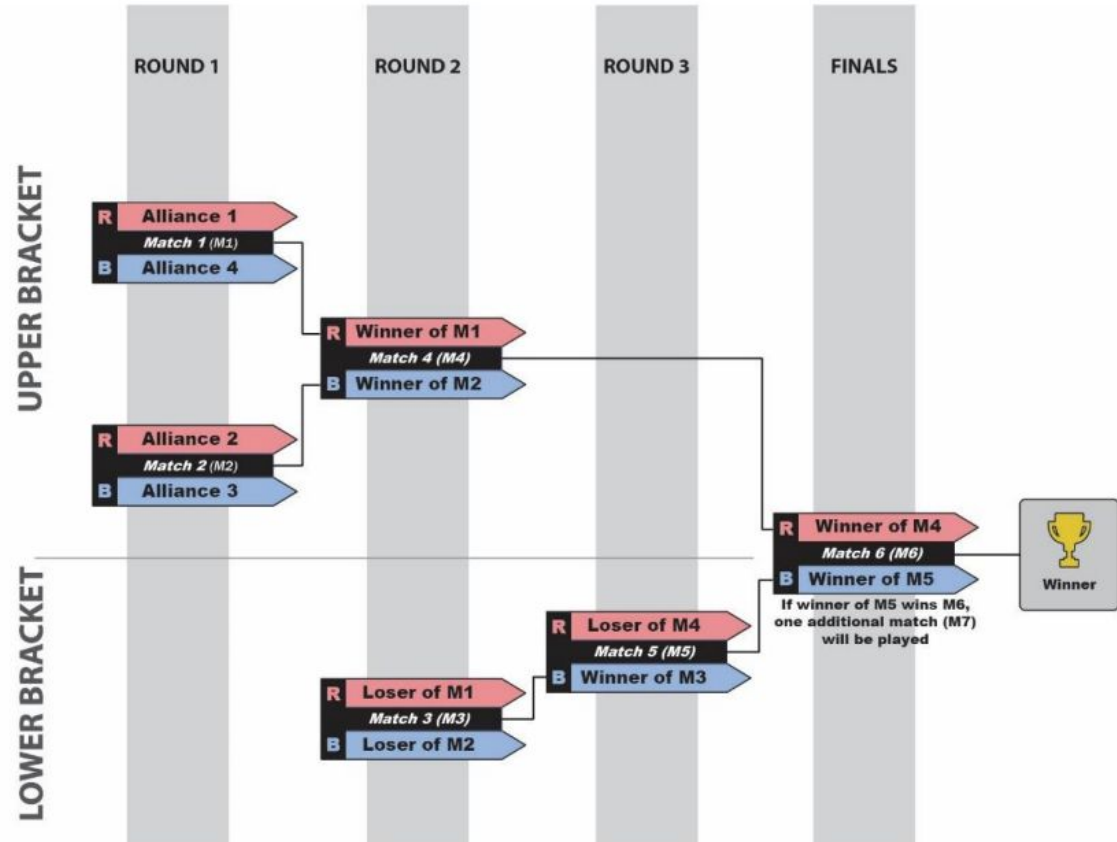 ROUND 1
ROUND 2
ROUND 3
FINALS
UPPER BRACKET
R Alliance 1
Match 1 (M1)
B Alliance 4
R Winner of M1
Match 4 (M4)
B Winner of M2
R Alliance 2
Match 2 (M2)
B Alliance 3
R Winner of M4
Match 6 (M6)
B Winner of M5
If winner of M5 wins M6,
one additional match (M7)
will be played
Winner
LOWER BRACKET
R Loser of M4
Match 5 (M5)
B Winner of M3
R Loser of M1
Match 3 (M3)
B Loser of M2